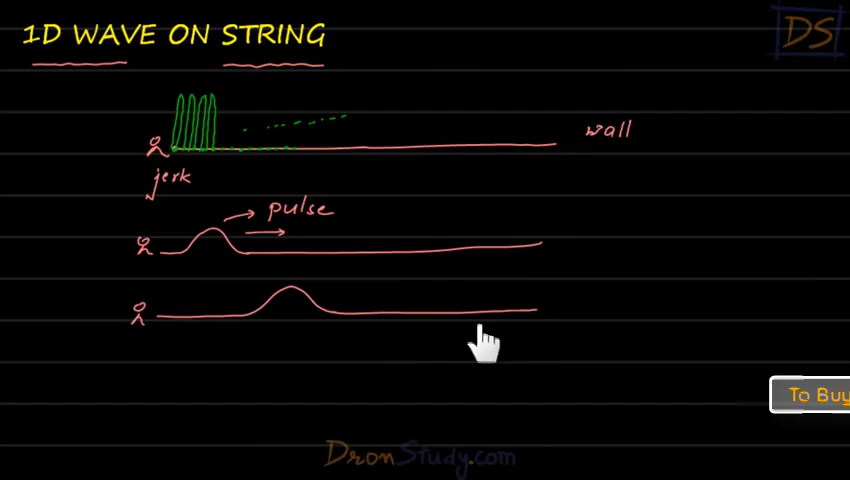 1D WAVE ON STRING
DS
wall
jerk
pulse
To Buy
DronStudy.com